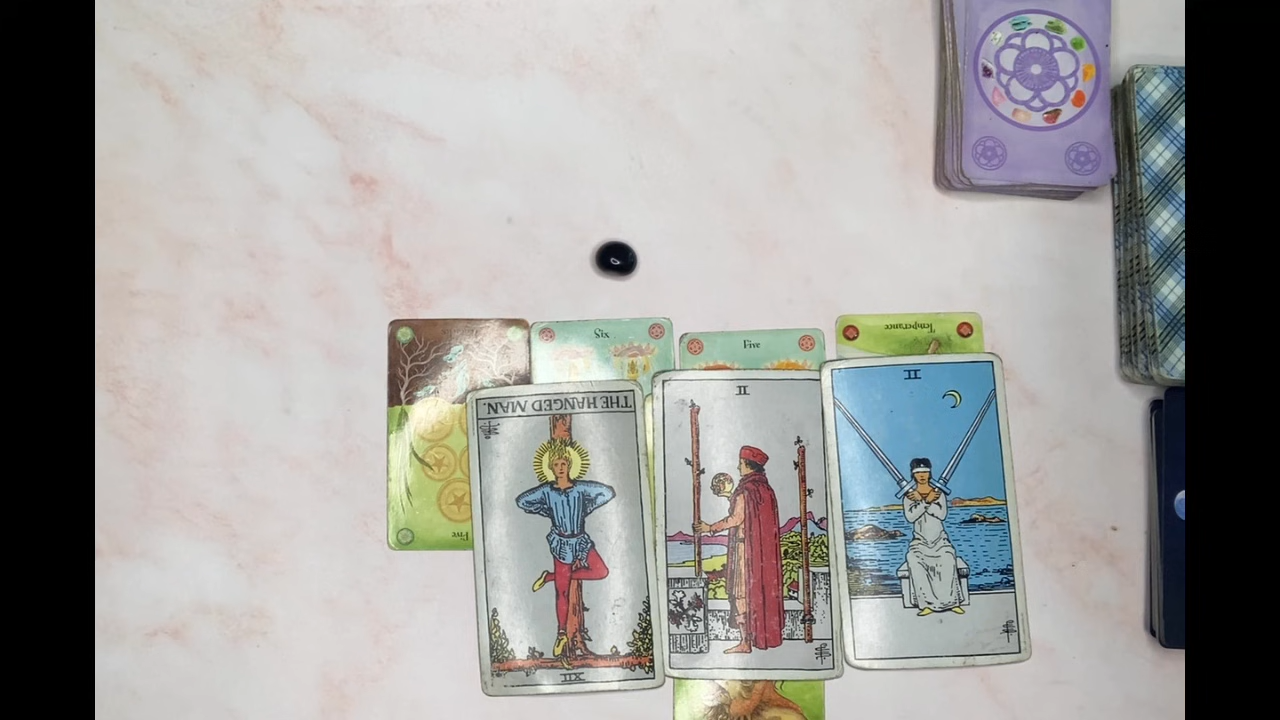 Six
Five
Temperance
THE HANGED MAN.
II
II
Five
XII